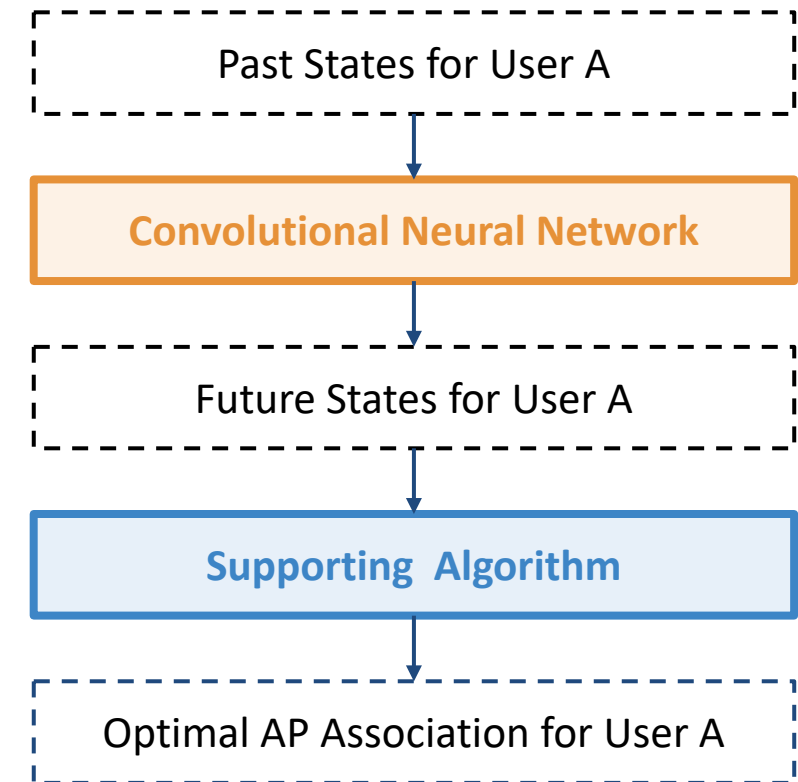 Past States for User A
Convolutional Neural Network
Future States for User A
Supporting Algorithm
Optimal AP Association for User A